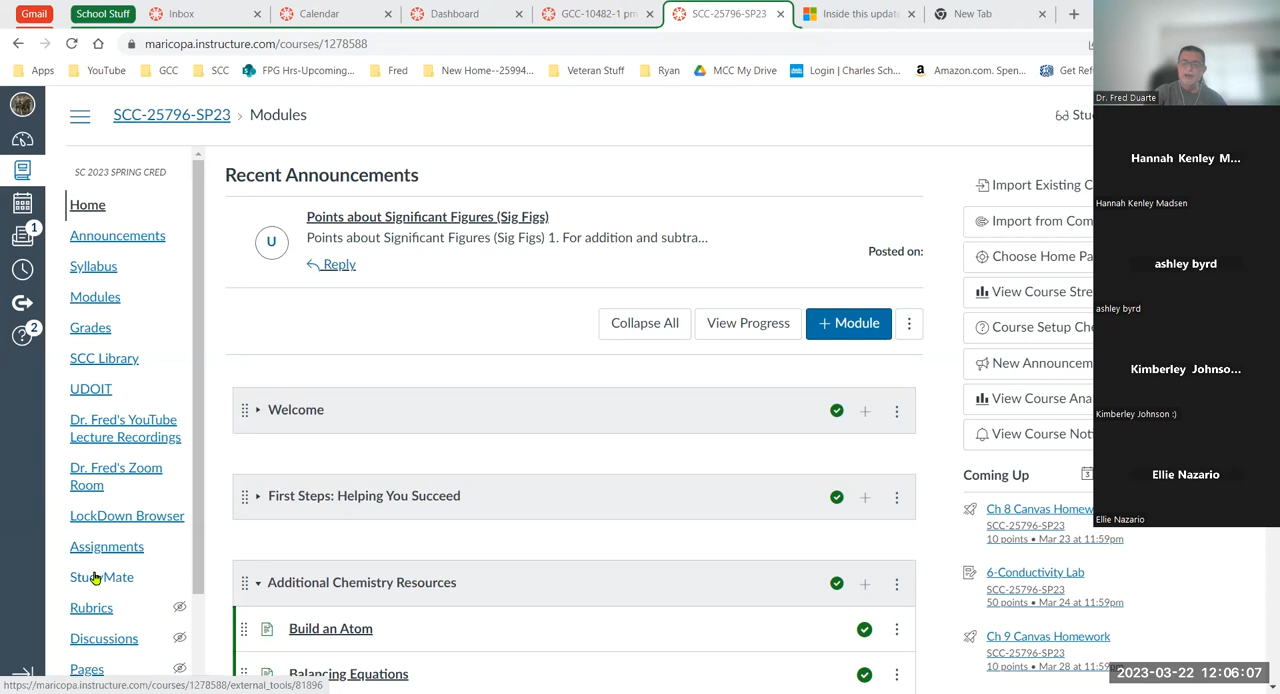 Gmail
School Stuff
Inbox
Calendar
Dashboard
GCC-10482-1 pm
SCC-25796-SP23
Inside this updat
New Tab
maricopa.instructure.com/courses/1278588
Apps
YouTube
GCC
SCC
FPG Hrs-Upcoming...
Fred
New Home--25994...
Veteran Stuff
Ryan
MCC My Drive
Login | Charles Sch...
Amazon.com. Spen...
Get Ref
SCC-25796-SP23 › Modules
Stu
SC 2023 SPRING CRED
Home
Announcements
Syllabus
Modules
Grades
SCC Library
UDOIT
Dr. Fred's YouTube
Lecture Recordings
Dr. Fred's Zoom
Room
LockDown Browser
Assignments
StudyMate
Rubrics
Discussions
Pages
1
2
Recent Announcements
U
Points about Significant Figures (Sig Figs)
Points about Significant Figures (Sig Figs) 1. For addition and subtra...
Reply
Posted on:
Collapse All
View Progress
+ Module
Welcome
First Steps: Helping You Succeed
Additional Chemistry Resources
Build an Atom
Balancing Equations
Import Existing C
Import from Com
Choose Home Pa
View Course Stre
Course Setup Che
New Announcem
View Course Ana
View Course Noti
Coming Up
3
Ch 8 Canvas Homew
SCC-25796-SP23
10 points • Mar 23 at 11:59pm
6-Conductivity Lab
SCC-25796-SP23
50 points • Mar 24 at 11:59pm
Ch 9 Canvas Homework
SCC-25796-SP23
10 points • Mar 28 at 11:59pm
Dr. Fred Duarte
Hannah Kenley M...
Hannah Kenley Madsen
ashley byrd
ashley byrd
Kimberley Johnso...
Kimberley Johnson :)
Ellie Nazario
Ellie Nazario
2023-03-22 12:06:07
https://maricopa.instructure.com/courses/1278588/external_tools/81896